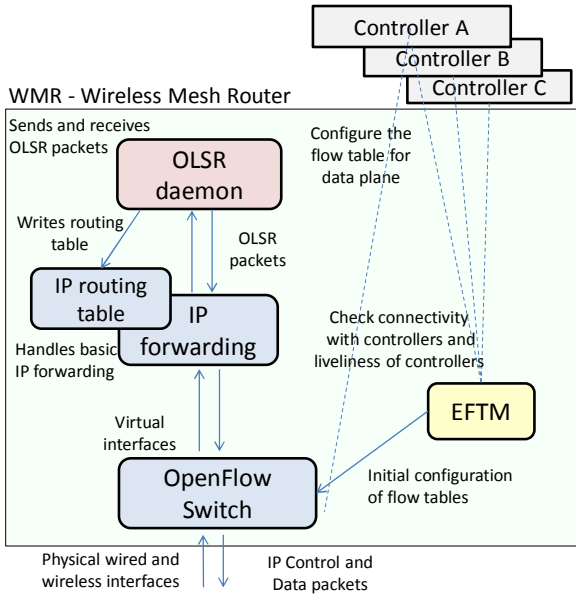 Controller A
Controller B
Controller C
WMR - Wireless Mesh Router
Sends and receives
OLSR packets
OLSR
daemon
Configure the
flow table for
data plane
Writes routing
table
OLSR
packets
IP routing
table
IP
forwarding
Handles basic
IP forwarding
Check connectivity
with controllers and
liveliness of controllers
EFTM
Virtual
interfaces
OpenFlow
Switch
Initial configuration
of flow tables
Physical wired and
wireless interfaces
IP Control and
Data packets